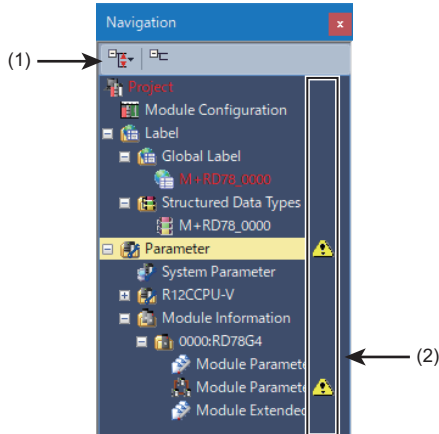 Navigation
(1)
Project
Module Configuration
Label
Global Label
M+RD78_0000
Structured Data Types
M+RD78_0000
Parameter
System Parameter
R12CCPU-V
Module Information
0000:RD78G4
(2)
Module Paramete
Module Paramete
Module Extended